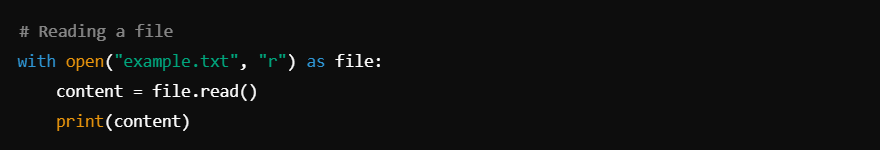 # Reading a file
with open("example.txt", "r") as file:
    content = file.read()
    print(content)